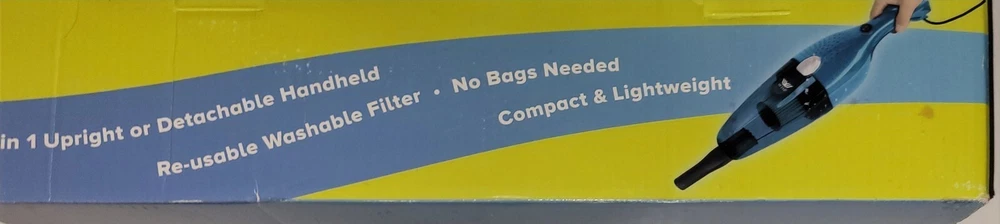 in 1 Upright or Detachable Handheld
Re-usable Washable Filter • No Bags Needed
Compact & Lightweight